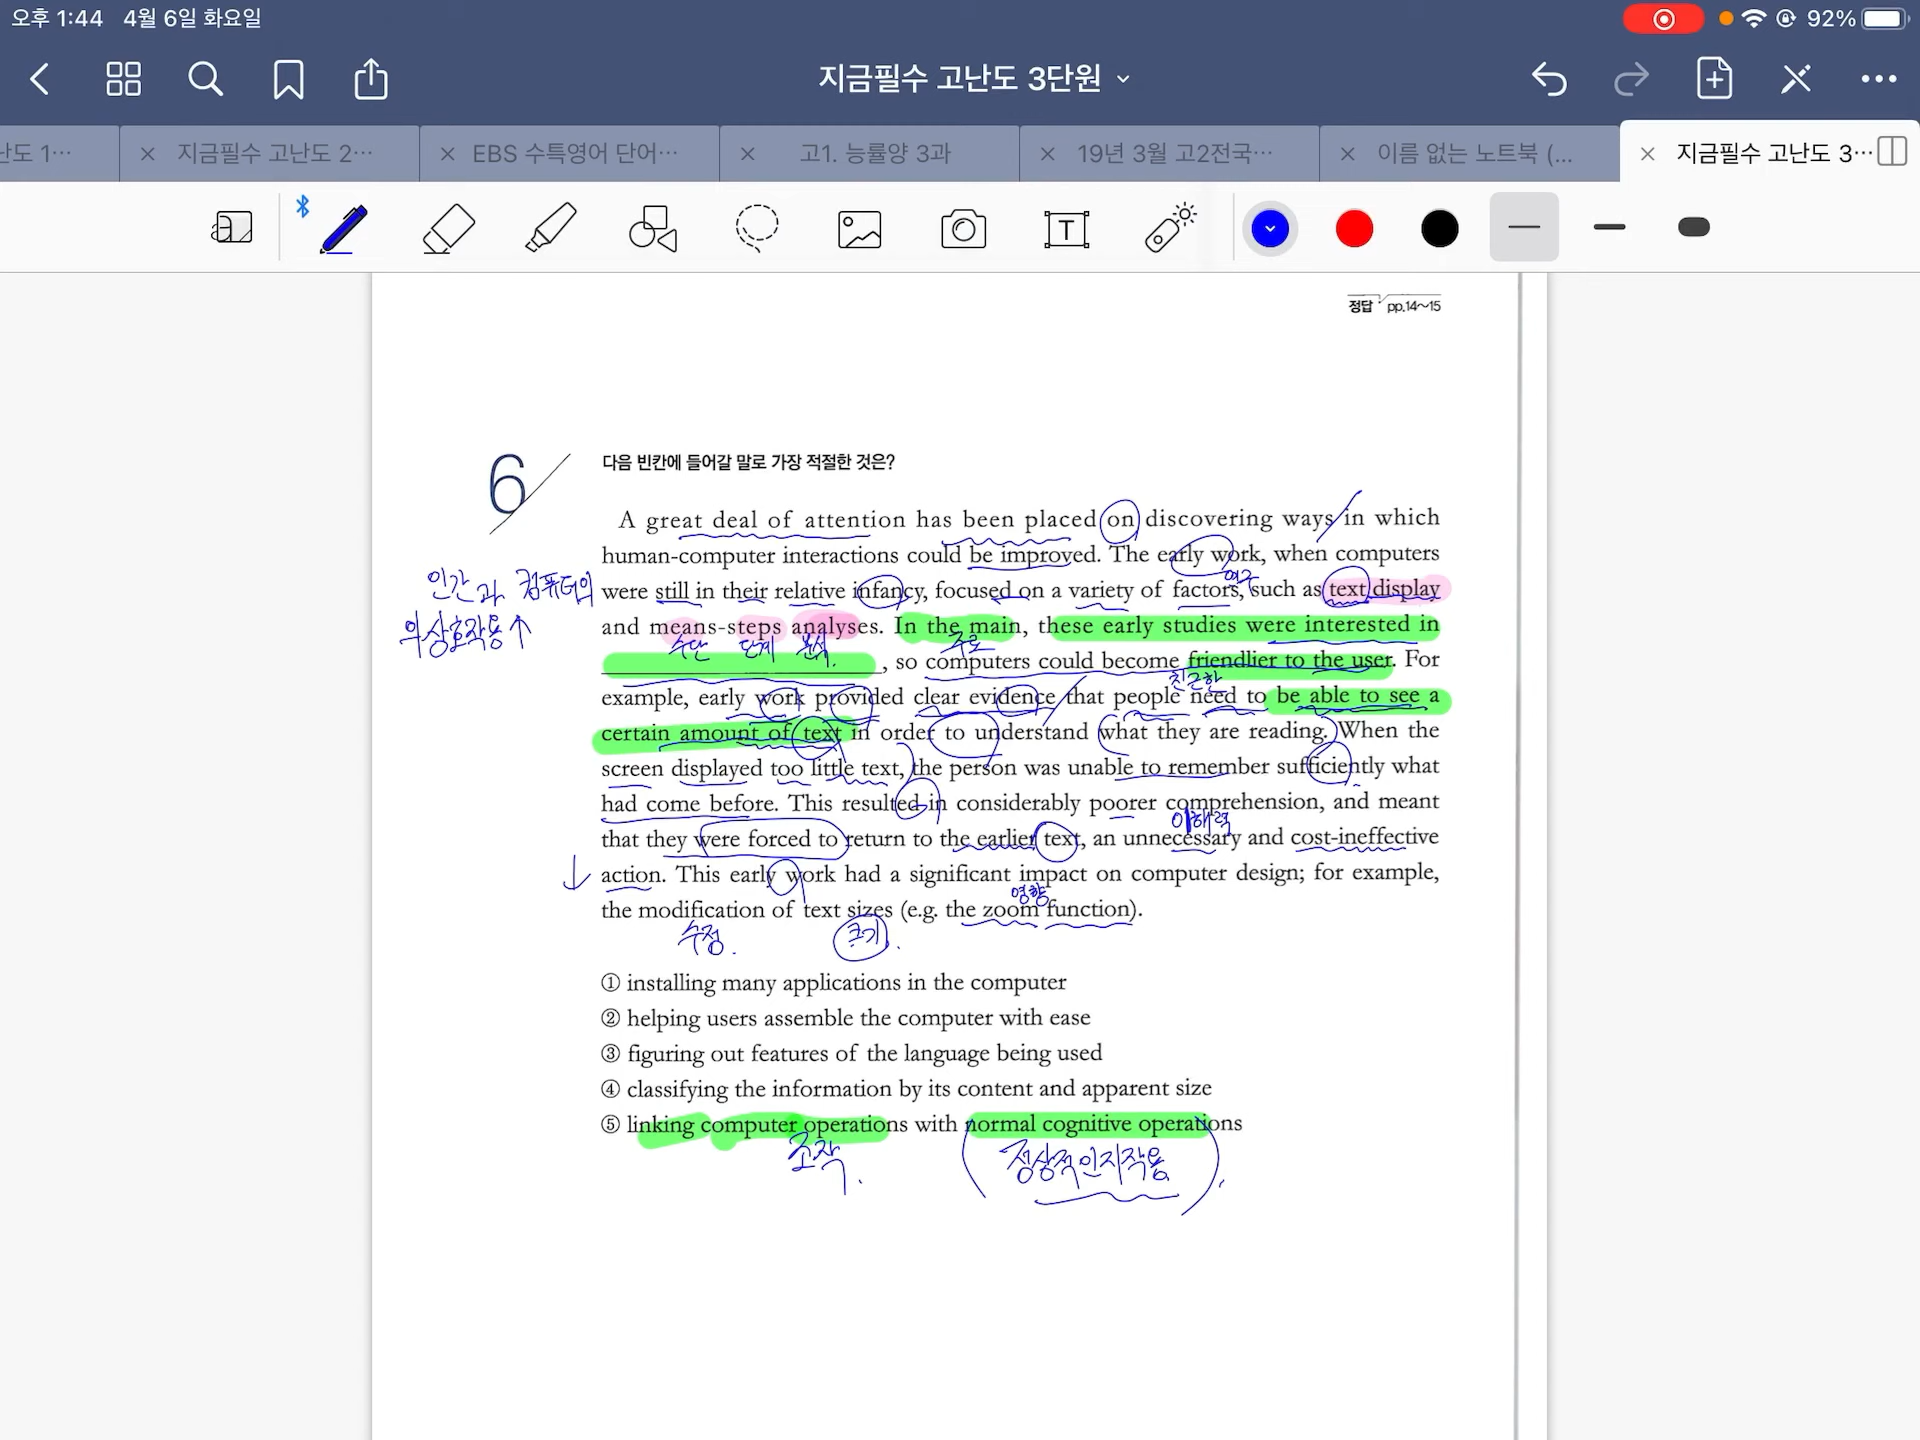 오후 1:44 4월 6일 화요일
92%
지금필수 고난도 3단원
난도 1…
지금필수 고난도 2…
EBS 수특영어 단어…
고1. 능률양 3과
19년 3월 고2전국…
이름 없는 노트북 (...
지금필수 고난도 3…
정답 pp.14~15
6
다음 빈칸에 들어갈 말로 가장 적절한 것은?
A great deal of attention has been placed on discovering ways in which
human-computer interactions could be improved. The early work, when computers
연구
인간과 컴퓨터의
were still in their relative infancy, focused on a variety of factors, such as text display
의상호작용↑
and means-steps analyses. In the main, these early studies were interested in
수단 단계 분석. 주로
, so computers could become friendlier to the user. For
친근한
example, early work provided clear evidence that people need to be able to see a
certain amount of text in order to understand what they are reading. When the
screen displayed too little text, the person was unable to remember sufficiently what
had come before. This resulted in considerably poorer comprehension, and meant
이해력
that they were forced to return to the earlier text, an unnecessary and cost-ineffective
action. This early work had a significant impact on computer design; for example,
영향
the modification of text sizes (e.g. the zoom function).
수정. 크기.
① installing many applications in the computer
② helping users assemble the computer with ease
③ figuring out features of the language being used
④ classifying the information by its content and apparent size
⑤ linking computer operations with normal cognitive operations
조작. (정상적인지작용).